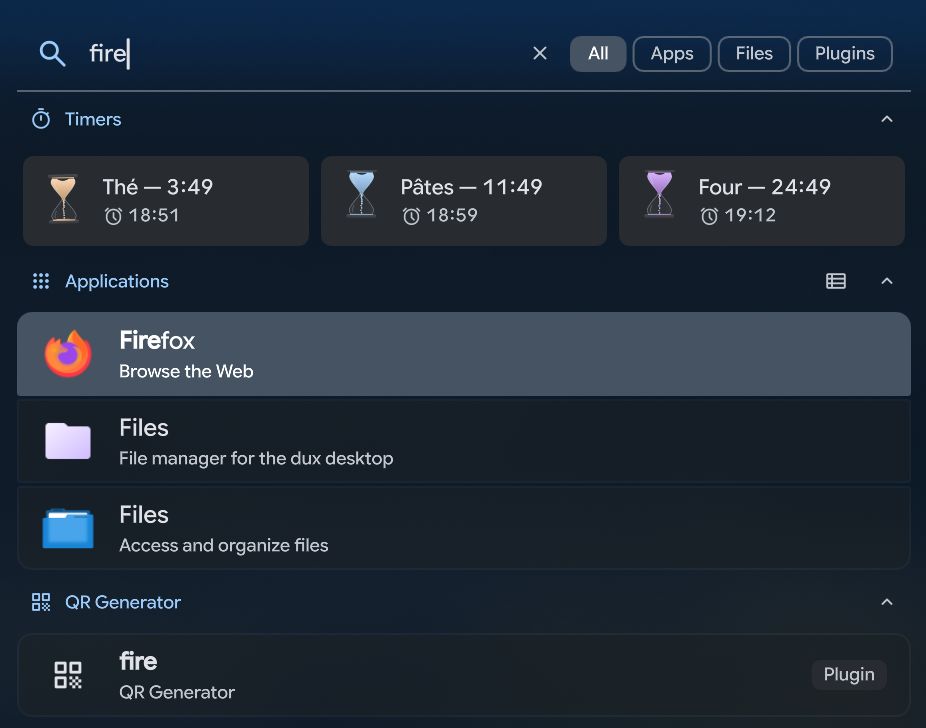 fire
All
Apps
Files
Plugins
Timers
Thé — 3:49
18:51
Pâtes — 11:49
18:59
Four — 24:49
19:12
Applications
Firefox
Browse the Web
Files
File manager for the dux desktop
Files
Access and organize files
QR Generator
fire
QR Generator
Plugin